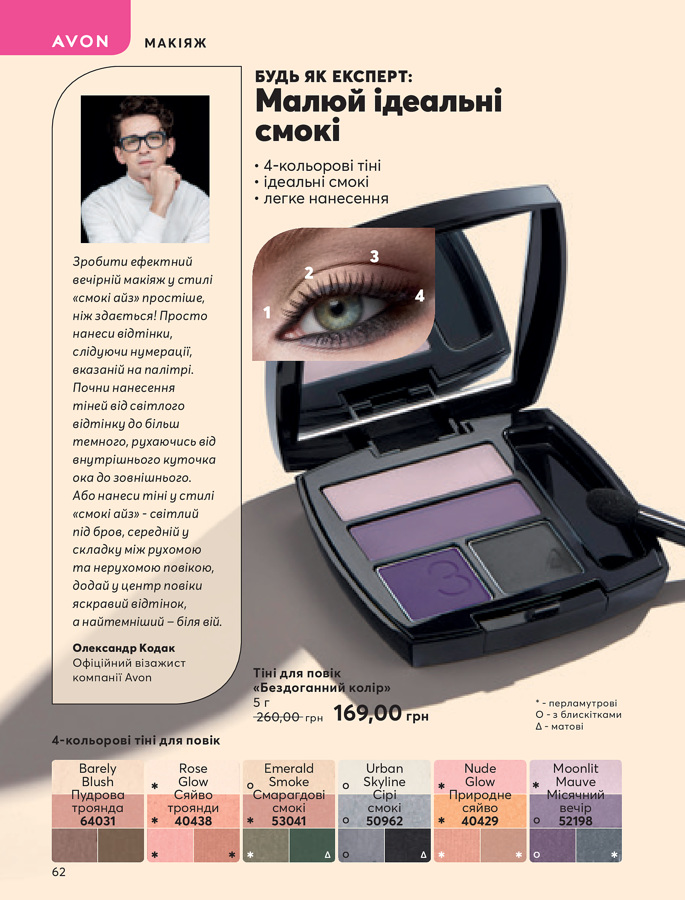 AVON
МАКІЯЖ
БУДЬ ЯК ЕКСПЕРТ:
Малюй ідеальні
смокі
• 4-кольорові тіні
• ідеальні смокі
• легке нанесення
1
2
3
4
Зробити ефектний
вечірній макіяж у стилі
«смокі айз» простіше,
ніж здається! Просто
нанеси відтінки,
слідуючи нумерації,
вказаній на палітрі.
Почни нанесення
тіней від світлого
відтінку до більш
темного, рухаючись від
внутрішнього куточка
ока до зовнішнього.
Або нанеси тіні у стилі
«смокі айз» - світлий
під бров, середній у
складку між рухомою
та нерухомою повікою,
додай у центр повіки
яскравий відтінок,
а найтемніший – біля вій.
Олександр Кодак
Офіційний візажист
компанії Avon
3
Тіні для повік
«Бездоганний колір»
5 г
260,00 грн 169,00 грн
* - перламутрові
O - з блискітками
Δ - матові
4-кольорові тіні для повік
Barely
Blush
Пудрова
троянда
64031
* Rose
Glow
Сяйво
троянди
* 40438
* *
O Emerald
Smoke
Смарагдові
смокі
* 53041
* Δ
O Urban
Skyline
Сірі
смокі
O 50962
O Δ
* Nude
Glow
Природне
сяйво
* 40429
* *
* Moonlit
Mauve
Місячний
вечір
O 52198
O *
62